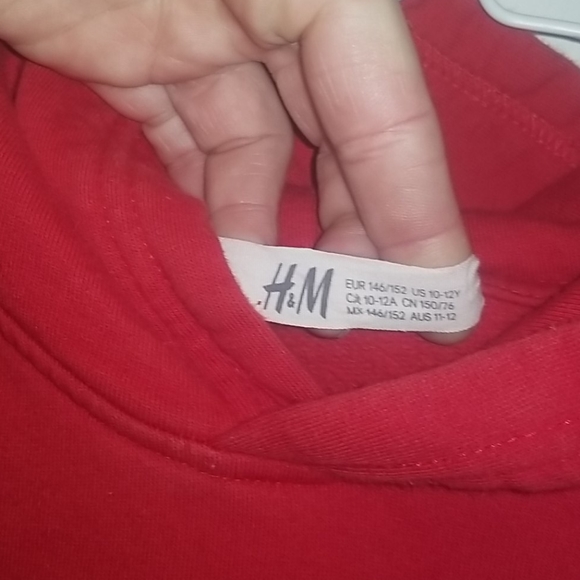 H&M
EUR 146/152 US 10-12Y
CA 10-12A CN 150/76
MX 146/152 AUS 11-12